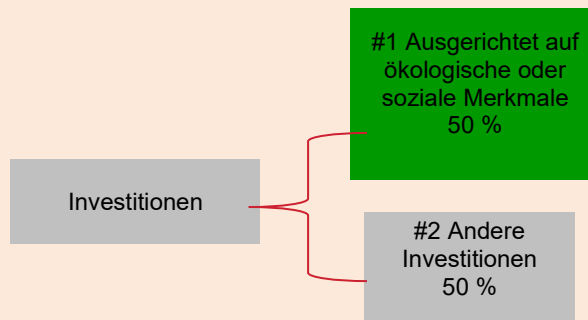 #1 Ausgerichtet auf
ökologische oder
soziale Merkmale
50 %
Investitionen
#2 Andere
Investitionen
50 %